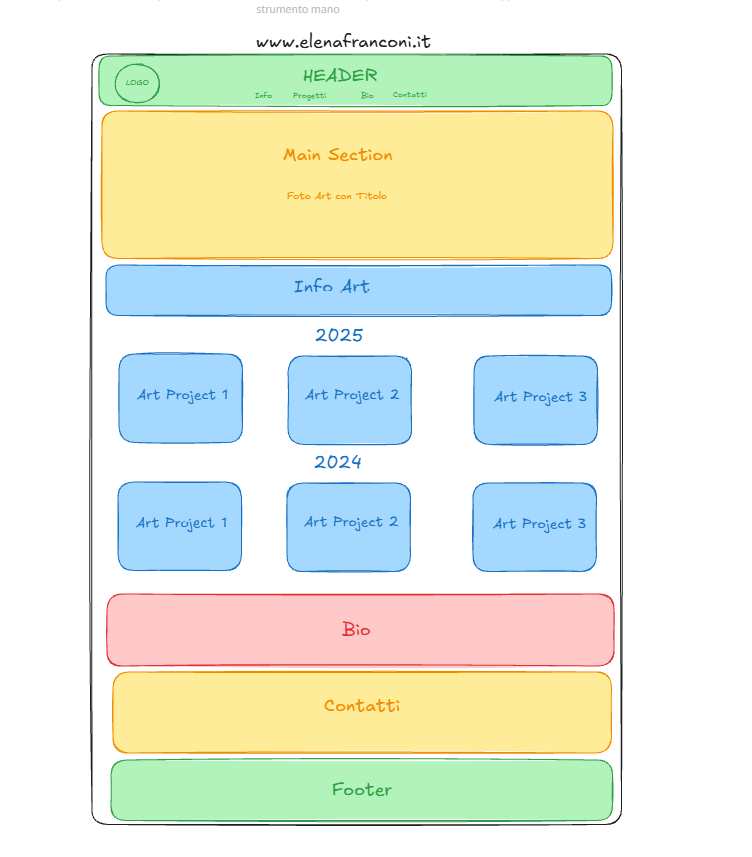 strumento mano
www.elenafranconi.it
HEADER
LOGO
Info Progetti Bio Contatti
Main Section
Foto Art con Titolo
Info Art
2025
Art Project 1 Art Project 2 Art Project 3
2024
Art Project 1 Art Project 2 Art Project 3
Bio
Contatti
Footer